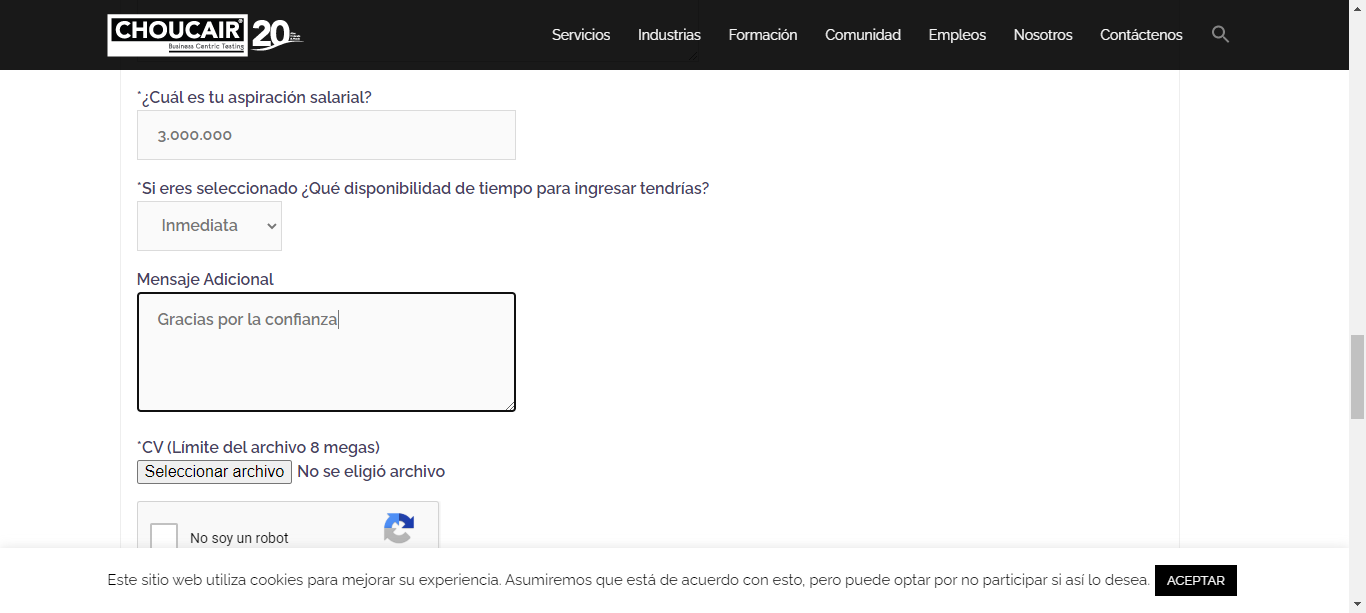 CHOUCAIR
Business Centric Testing
20
Servicios Industrias Formación Comunidad Empleos Nosotros Contáctenos
*¿Cuál es tu aspiración salarial?
3.000.000
*Si eres seleccionado ¿Qué disponibilidad de tiempo para ingresar tendrías?
Inmediata
Mensaje Adicional
Gracias por la confianza
*CV (Límite del archivo 8 megas)
Seleccionar archivo No se eligió archivo
No soy un robot
Este sitio web utiliza cookies para mejorar su experiencia. Asumiremos que está de acuerdo con esto, pero puede optar por no participar si así lo desea. ACEPTAR